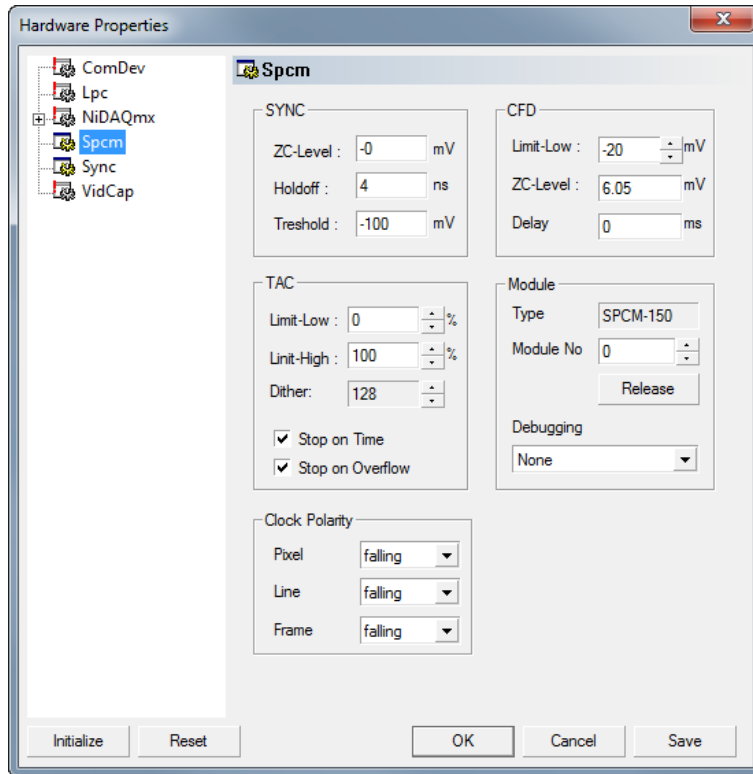 Hardware Properties
x
ComDev
Lpc
NiDAQmx
Spcm
Sync
VidCap
Spcm
SYNC
ZC-Level : -0 mV
Holdoff : 4 ns
Treshold : -100 mV
CFD
Limit-Low : -20 mV
ZC-Level : 6.05 mV
Delay 0 ms
TAC
Limit-Low : 0 %
Linit-High : 100 %
Dither: 128
Stop on Time
Stop on Overflow
Module
Type SPCM-150
Module No 0
Release
Debugging
None
Clock Polarity
Pixel falling
Line falling
Frame falling
Initialize Reset OK Cancel Save